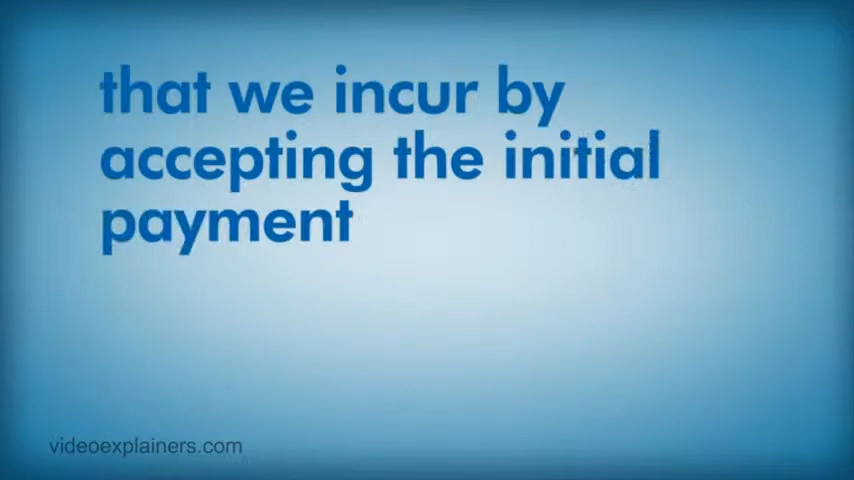 that we incur by
accepting the initial
payment
videoexplainers.com